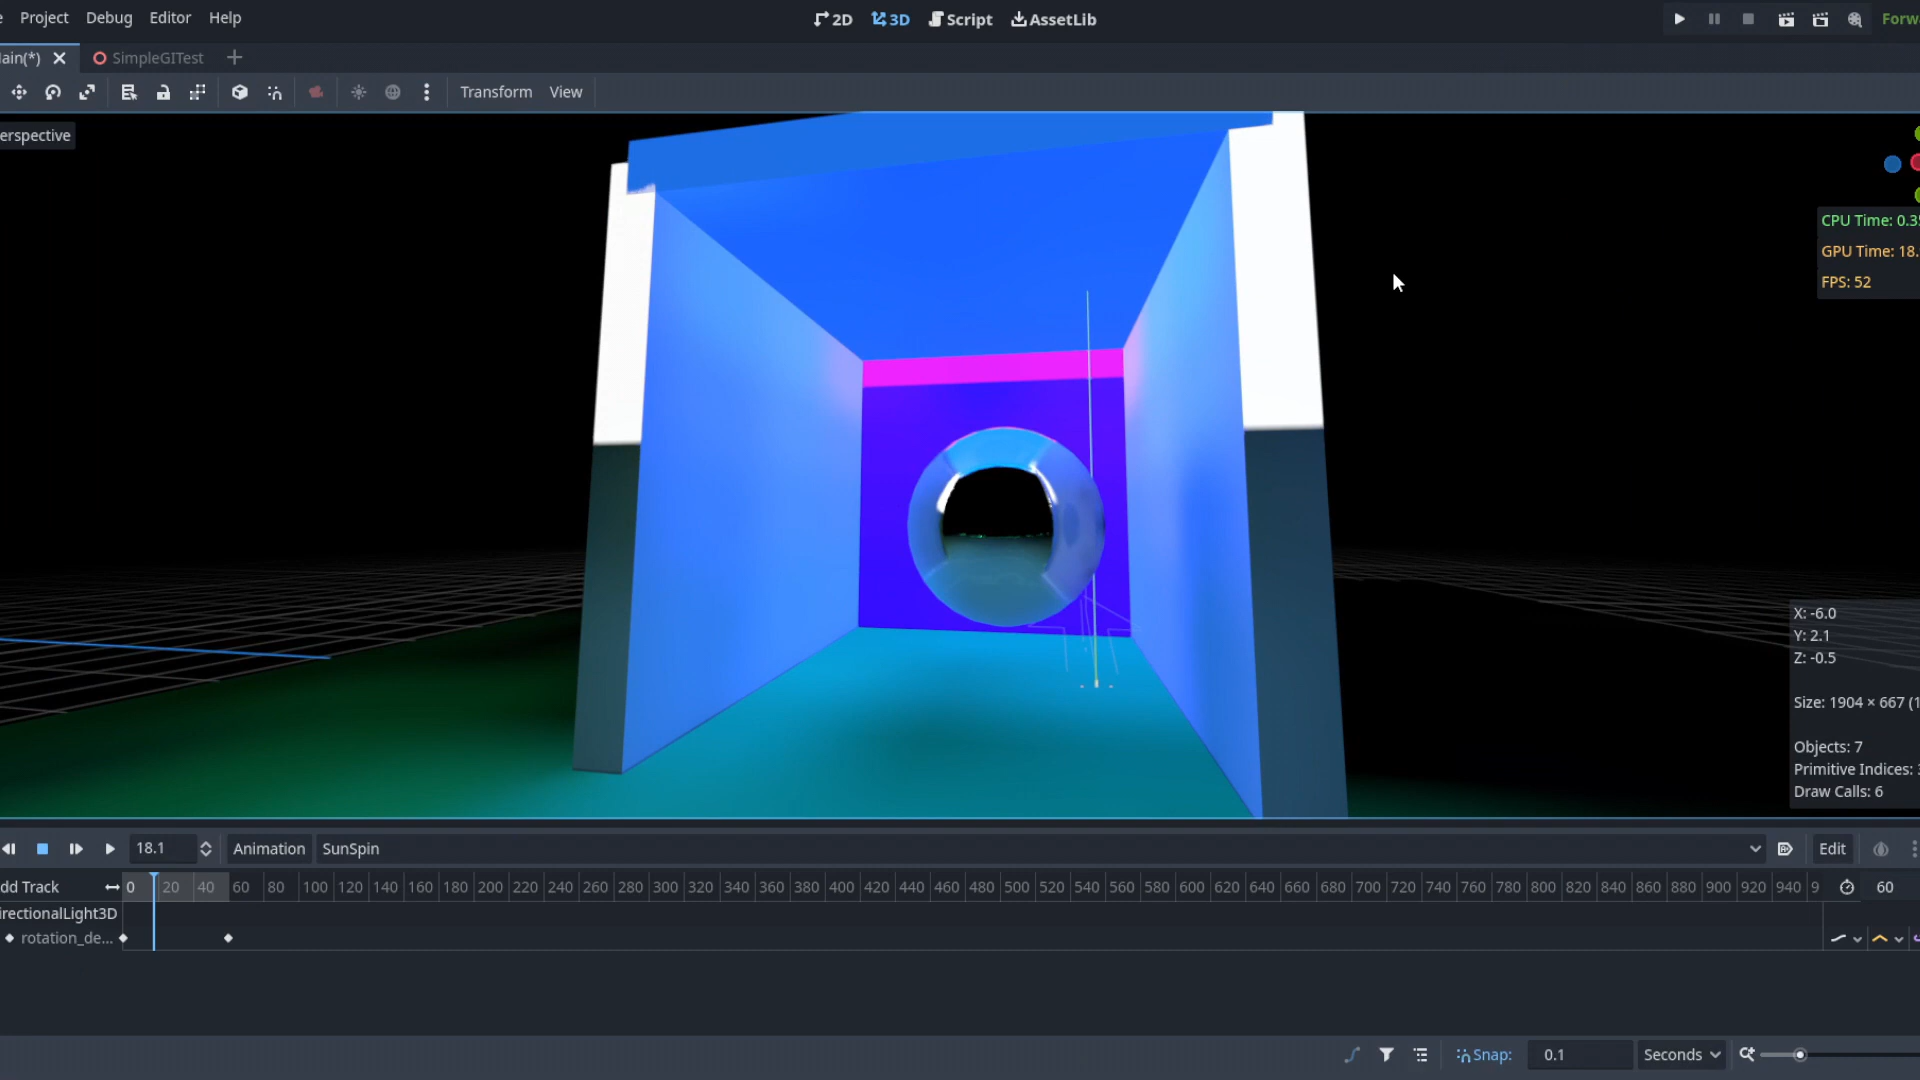 Project Debug Editor Help 2D 3D Script AssetLib Forw
ain(*) SimpleGITest
Transform View
erspective
CPU Time: 0.3
GPU Time: 18.
FPS: 52
X: -6.0
Y: 2.1
Z: -0.5
Size: 1904 × 667 (1
Objects: 7
Primitive Indices:
Draw Calls: 6
18.1 Animation SunSpin Edit
dd Track 0 20 40 60 80 100 120 140 160 180 200 220 240 260 280 300 320 340 360 380 400 420 440 460 480 500 520 540 560 580 600 620 640 660 680 700 720 740 760 780 800 820 840 860 880 900 920 940 9 60
irectionalLight3D
rotation_de...
Snap: 0.1 Seconds